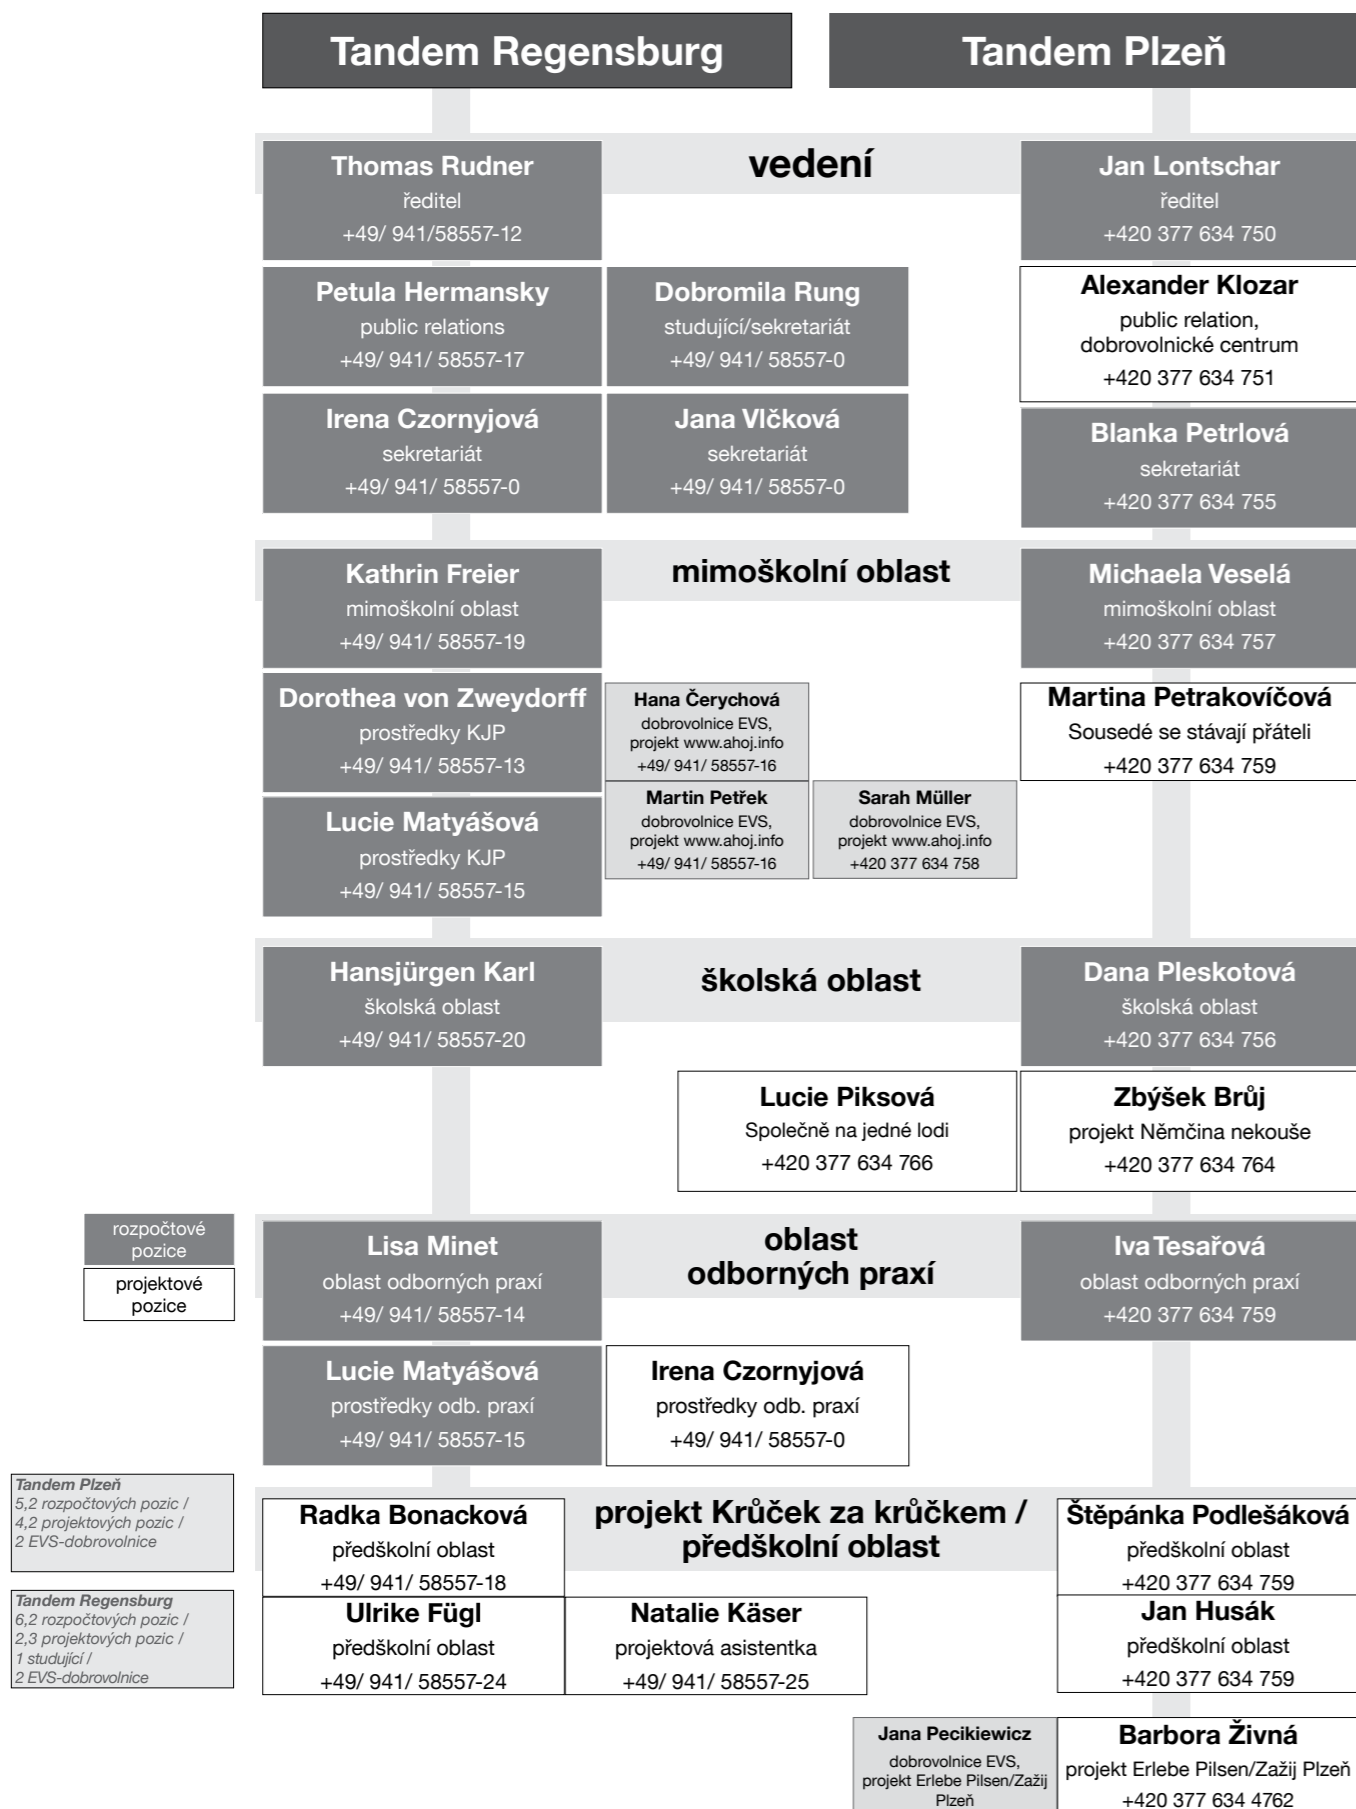 Tandem Regensburg
Tandem Plzeň
vedení
Thomas Rudner
ředitel
+49/ 941/58557-12
Jan Lontschar
ředitel
+420 377 634 750
Petula Hermansky
public relations
+49/ 941/ 58557-17
Dobromila Rung
studující/sekretariát
+49/ 941/ 58557-0
Alexander Klozar
public relation,
dobrovolnické centrum
+420 377 634 751
Irena Czornyjová
sekretariát
+49/ 941/ 58557-0
Jana Vlčková
sekretariát
+49/ 941/ 58557-0
Blanka Petrlová
sekretariát
+420 377 634 755
mimoškolní oblast
Kathrin Freier
mimoškolní oblast
+49/ 941/ 58557-19
Michaela Veselá
mimoškolní oblast
+420 377 634 757
Dorothea von Zweydorff
prostředky KJP
+49/ 941/ 58557-13
Hana Čerychová
dobrovolnice EVS,
projekt www.ahoj.info
+49/ 941/ 58557-16
Martina Petrakovíčová
Sousedé se stávají přáteli
+420 377 634 759
Lucie Matyášová
prostředky KJP
+49/ 941/ 58557-15
Martin Petřek
dobrovolnice EVS,
projekt www.ahoj.info
+49/ 941/ 58557-16
Sarah Müller
dobrovolnice EVS,
projekt www.ahoj.info
+420 377 634 758
školská oblast
Hansjürgen Karl
školská oblast
+49/ 941/ 58557-20
Dana Pleskotová
školská oblast
+420 377 634 756
Lucie Piksová
Společně na jedné lodi
+420 377 634 766
Zbýšek Brůj
projekt Němčina nekouše
+420 377 634 764
rozpočtové
pozice
projektové
pozice
oblast
odborných praxí
Lisa Minet
oblast odborných praxí
+49/ 941/ 58557-14
Iva Tesařová
oblast odborných praxí
+420 377 634 759
Lucie Matyášová
prostředky odb. praxí
+49/ 941/ 58557-15
Irena Czornyjová
prostředky odb. praxí
+49/ 941/ 58557-0
Tandem Plzeň
5,2 rozpočtových pozic /
4,2 projektových pozic /
2 EVS-dobrovolnice
projekt Krůček za krůčkem /
předškolní oblast
Radka Bonacková
předškolní oblast
+49/ 941/ 58557-18
Štěpánka Podlešáková
předškolní oblast
+420 377 634 759
Tandem Regensburg
6,2 rozpočtových pozic /
2,3 projektových pozic /
1 studující /
2 EVS-dobrovolnice
Ulrike Fügl
předškolní oblast
+49/ 941/ 58557-24
Natalie Käser
projektová asistentka
+49/ 941/ 58557-25
Jan Husák
předškolní oblast
+420 377 634 759
Jana Pecikiewicz
dobrovolnice EVS,
projekt Erlebe Pilsen/Zažij
Plzeň
Barbora Živná
projekt Erlebe Pilsen/Zažij Plzeň
+420 377 634 4762